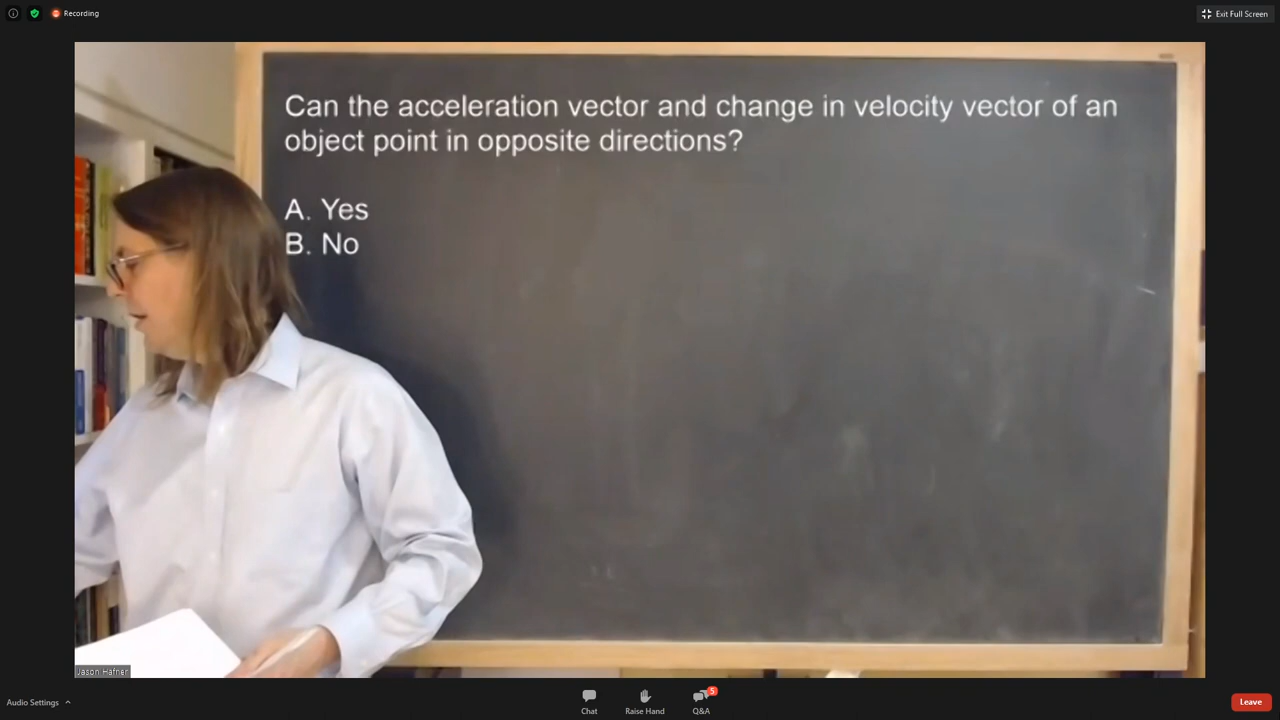 Recording
Exit Full Screen
Can the acceleration vector and change in velocity vector of an
object point in opposite directions?
A. Yes
B. No
Jason Hafner
Audio Settings
Chat
Raise Hand
5
Q&A
Leave